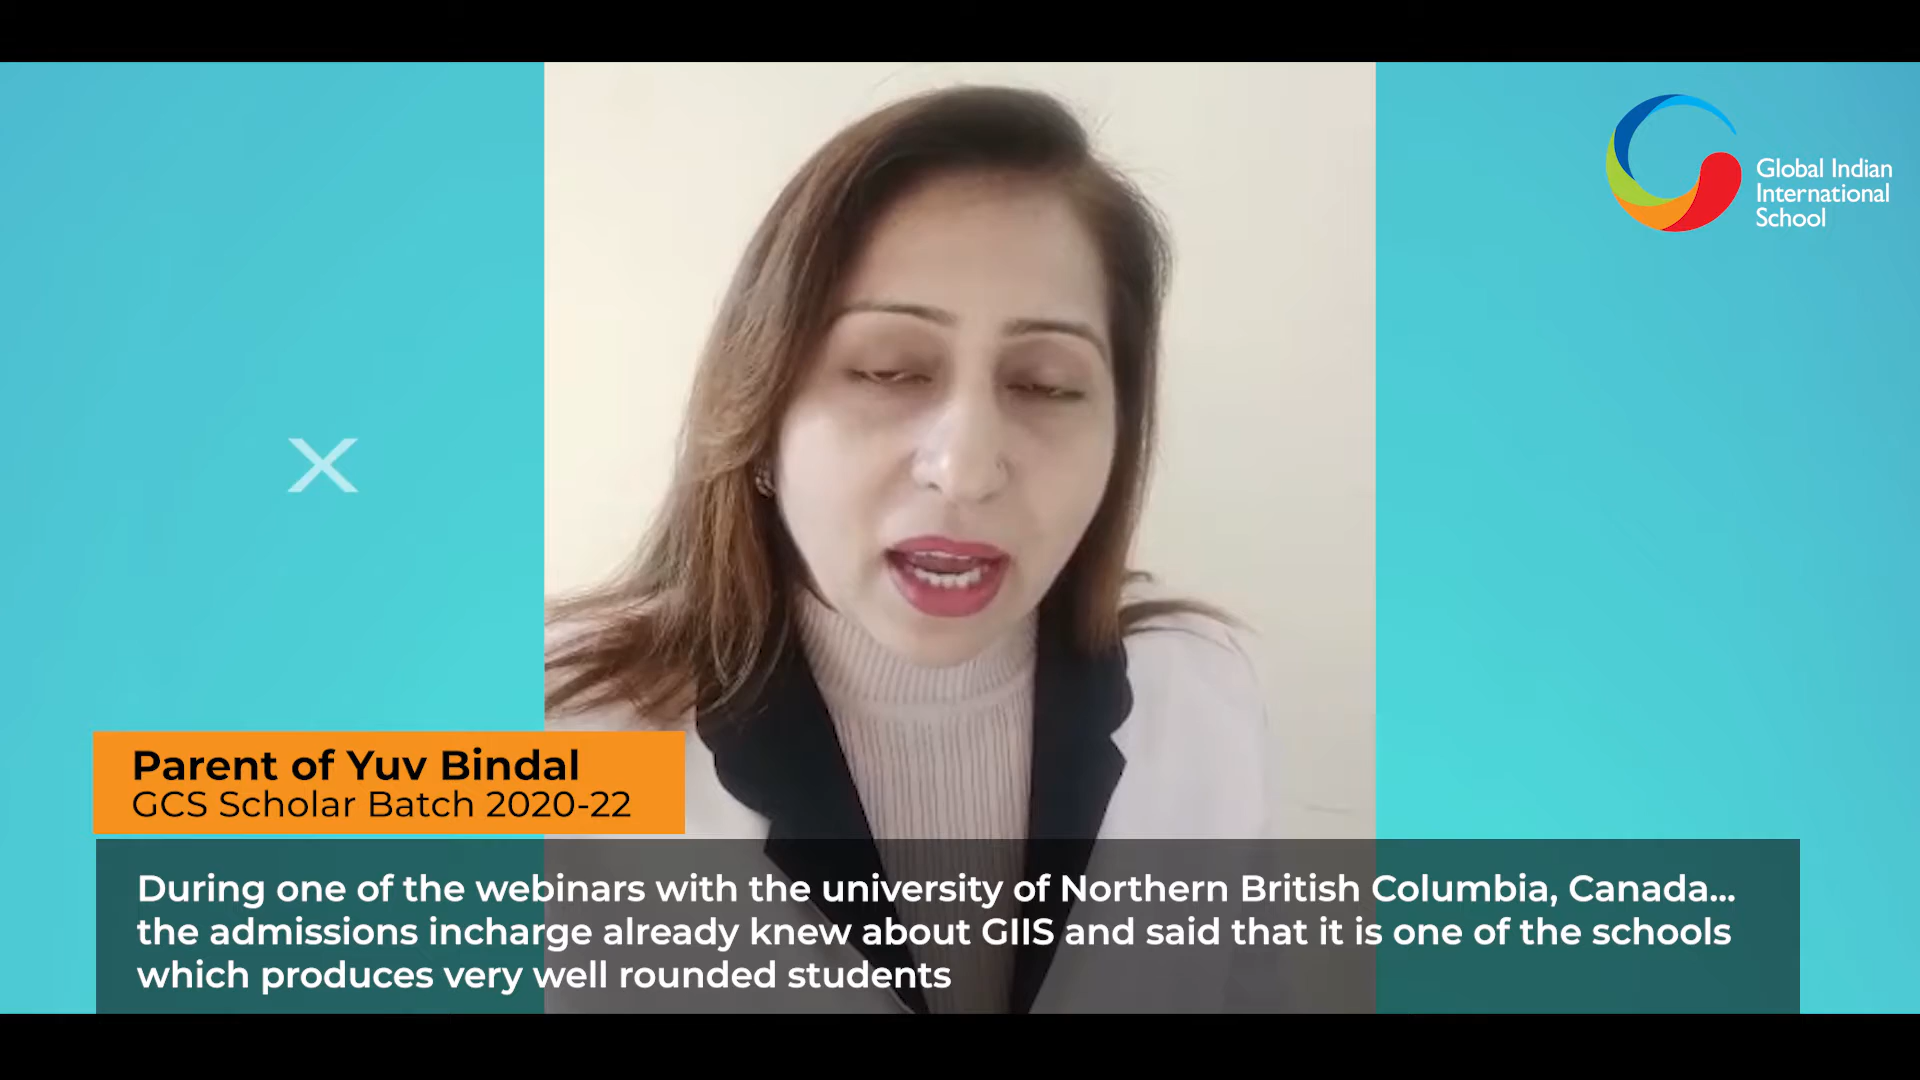 Global Indian
International
School
Parent of Yuv Bindal
GCS Scholar Batch 2020-22
During one of the webinars with the university of Northern British Columbia, Canada...
the admissions incharge already knew about GIIS and said that it is one of the schools
which produces very well rounded students